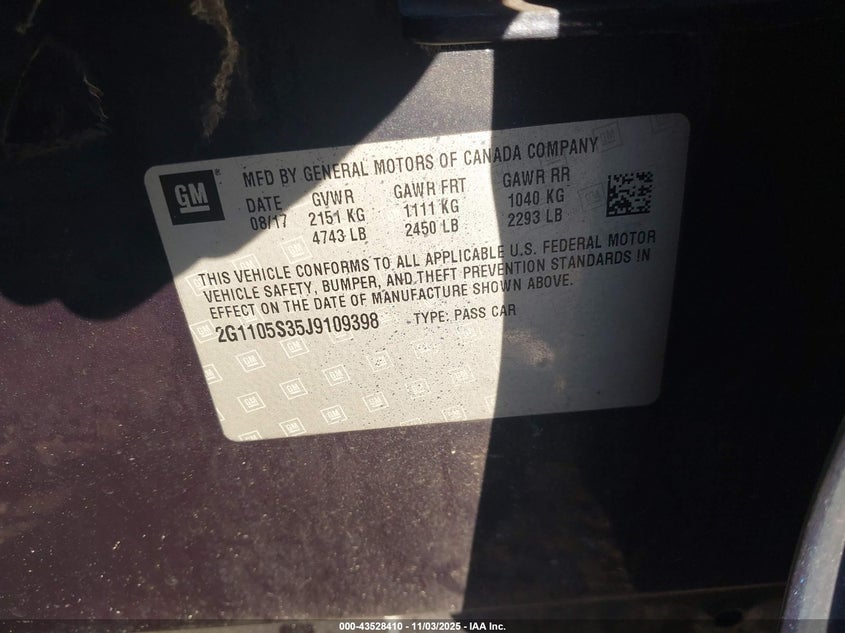 GM
MFD BY GENERAL MOTORS OF CANADA COMPANY
DATE GVWR GAWR FRT GAWR RR
08/17 2151 KG 1111 KG 1040 KG
4743 LB 2450 LB 2293 LB
THIS VEHICLE CONFORMS TO ALL APPLICABLE U.S. FEDERAL MOTOR
VEHICLE SAFETY, BUMPER, AND THEFT PREVENTION STANDARDS IN
EFFECT ON THE DATE OF MANUFACTURE SHOWN ABOVE.
2G1105S35J9109398 TYPE: PASS CAR
000-43528410 - 11/03/2025 - IAA Inc.